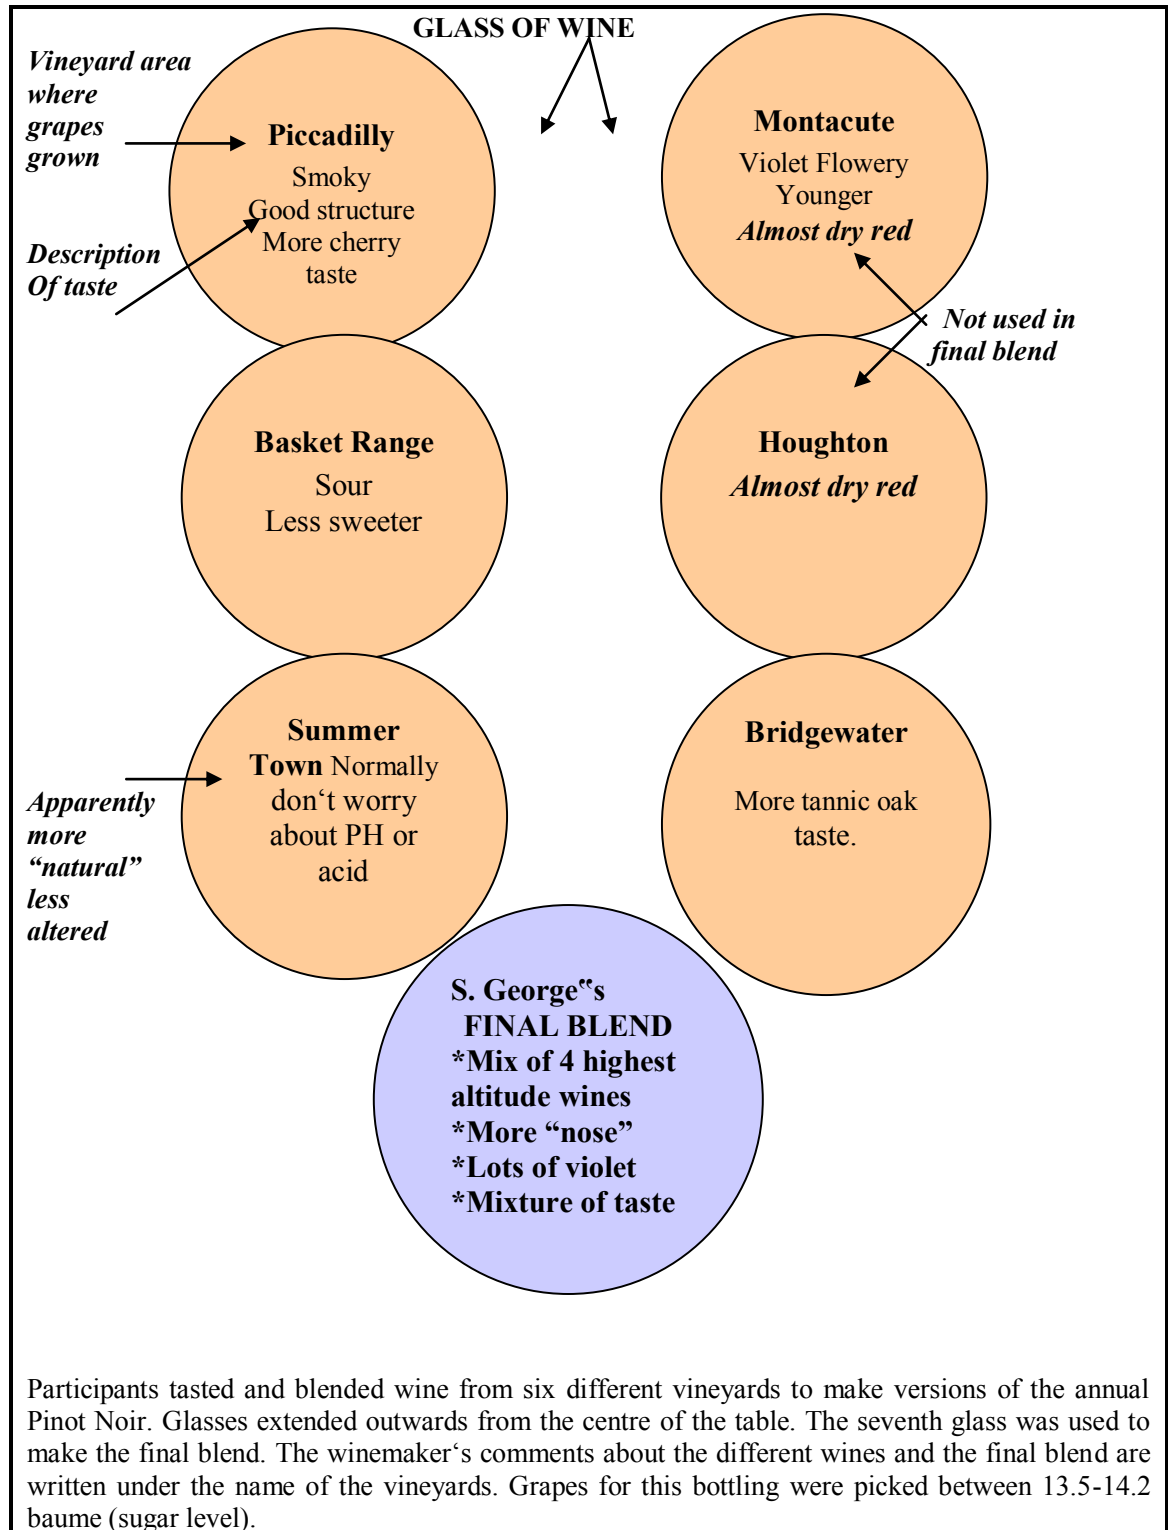 GLASS OF WINE
Vineyard area
where
grapes
grown
Piccadilly
Smoky
Good structure
More cherry
taste
Description
Of taste
Montacute
Violet Flowery
Younger
Almost dry red
Not used in
final blend
Basket Range
Sour
Less sweeter
Houghton
Almost dry red
Summer
Town Normally
don‘t worry
about PH or
acid
Apparently
more
“natural”
less
altered
Bridgewater
More tannic oak
taste.
S. George‟s
FINAL BLEND
*Mix of 4 highest
altitude wines
*More “nose”
*Lots of violet
*Mixture of taste
Participants tasted and blended wine from six different vineyards to make versions of the annual
Pinot Noir. Glasses extended outwards from the centre of the table. The seventh glass was used to
make the final blend. The winemaker‘s comments about the different wines and the final blend are
written under the name of the vineyards. Grapes for this bottling were picked between 13.5-14.2
baume (sugar level).